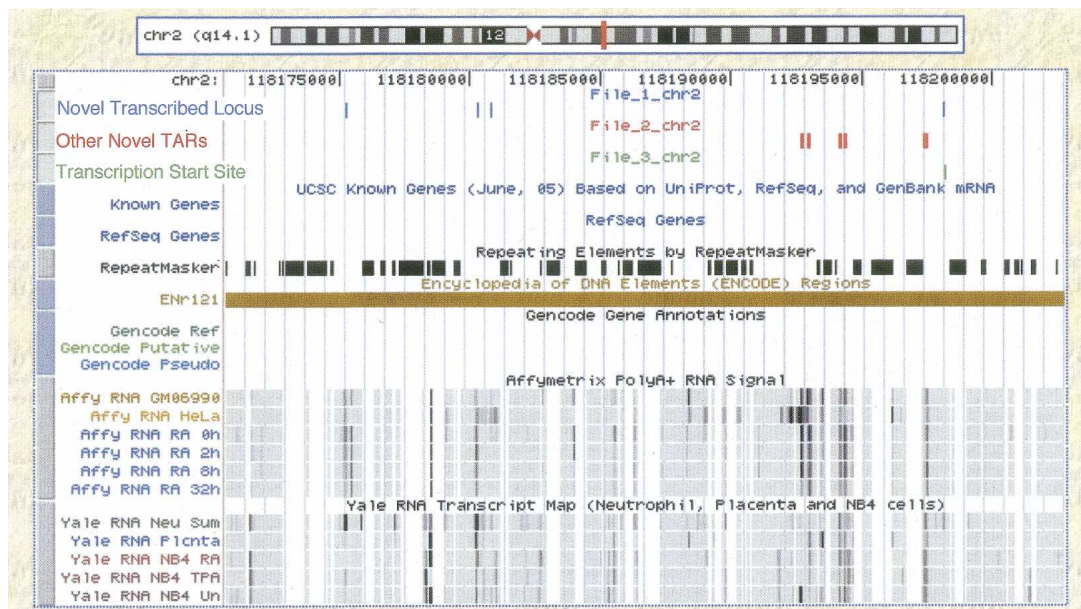 chr2 (q14.1) 12
chr2: 118175000 118180000 118185000 118190000 118195000 118200000
File_1_chr2
Novel Transcribed Locus
File_2_chr2
Other Novel TARs
File_3_chr2
Transcription Start Site
UCSC Known Genes (June, 05) Based on UniProt, RefSeq, and GenBank mRNA
Known Genes
RefSeq Genes
RefSeq Genes
Repeating Elements by RepeatMasker
RepeatMasker
Encyclopedia of DNA Elements (ENCODE) Regions
ENr121
Gencode Gene Annotations
Gencode Ref
Gencode Putative
Gencode Pseudo
Affymetrix PolyA+ RNA Signal
Affy RNA GM06990
Affy RNA HeLa
Affy RNA RA 0h
Affy RNA RA 2h
Affy RNA RA 8h
Affy RNA RA 32h
Yale RNA Transcript Map (Neutrophil, Placenta and NB4 cells)
Yale RNA Neu Sum
Yale RNA Plcnta
Yale RNA NB4 RA
Yale RNA NB4 TPA
Yale RNA NB4 Un